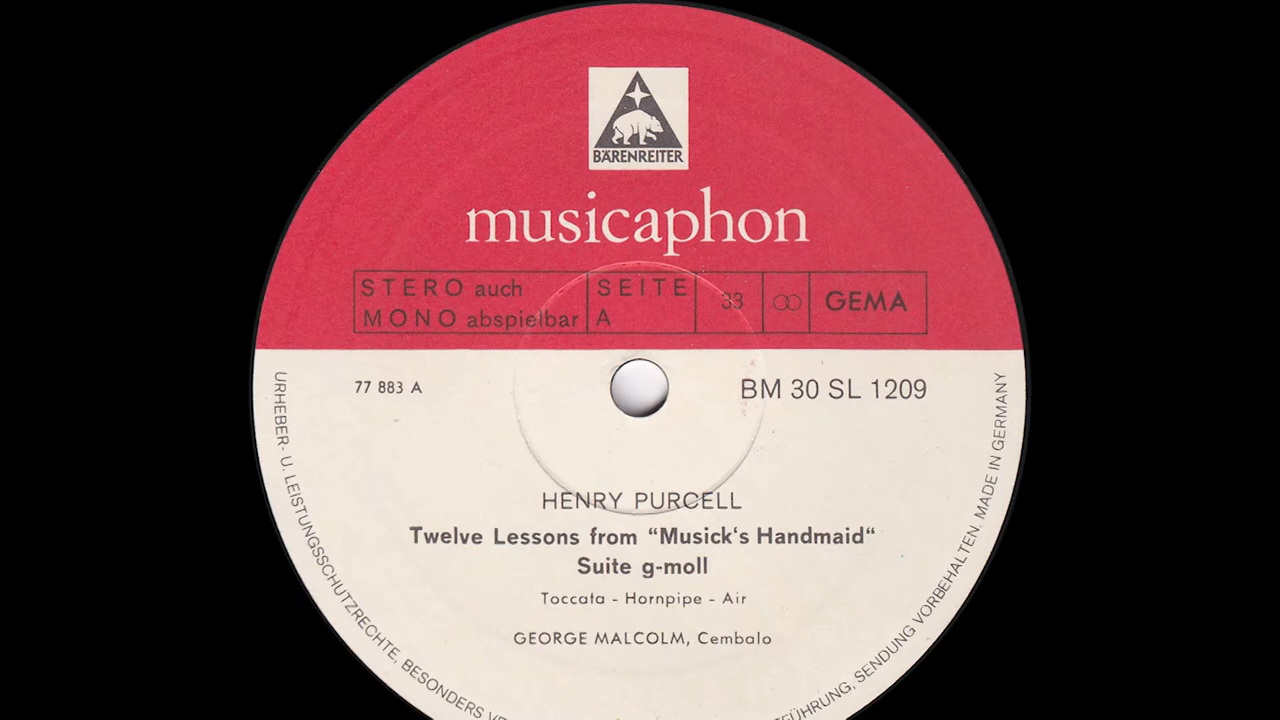 BÄRENREITER
musicaphon
STERO auch
MONO abspielbar
SEITE
A
33
GEMA
77 883 A
BM 30 SL 1209
HENRY PURCELL
Twelve Lessons from “Musick‘s Handmaid“
Suite g-moll
Toccata - Hornpipe - Air
GEORGE MALCOLM, Cembalo
URHEBER- U. LEISTUNGSSCHUTZRECHTE, BESONDERS
SENDUNG VORBEHALTEN. MADE IN GERMANY